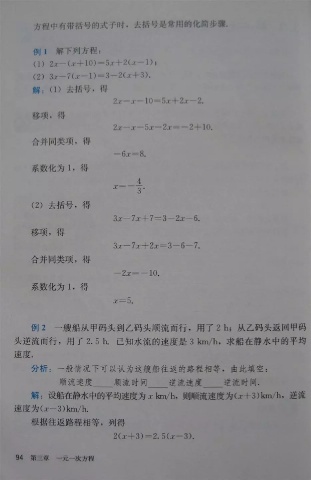 方程中有带括号的式子时，去括号是常用的化简步骤.
例1 解下列方程：
(1) 2x－(x＋10)＝5x＋2(x－1)；
(2) 3x－7(x－1)＝3－2(x＋3).
解：(1) 去括号，得
2x－x－10＝5x＋2x－2.
移项，得
2x－x－5x－2x＝－2＋10.
合并同类项，得
－6x＝8.
系数化为1，得
x＝－4/3.
(2) 去括号，得
3x－7x＋7＝3－2x－6.
移项，得
3x－7x＋2x＝3－6－7.
合并同类项，得
－2x＝－10.
系数化为1，得
x＝5.
例2 一艘船从甲码头到乙码头顺流而行，用了2 h；从乙码头返回甲码
头逆流而行，用了2.5 h. 已知水流的速度是3 km/h，求船在静水中的平均
速度.
分析：一般情况下可以认为这艘船往返的路程相等，由此填空：
顺流速度____顺流时间____逆流速度____逆流时间.
解：设船在静水中的平均速度为x km/h，则顺流速度为(x＋3)km/h，逆流
速度为(x－3)km/h.
根据往返路程相等，列得
2(x＋3)＝2.5(x－3).
94 第三章 一元一次方程